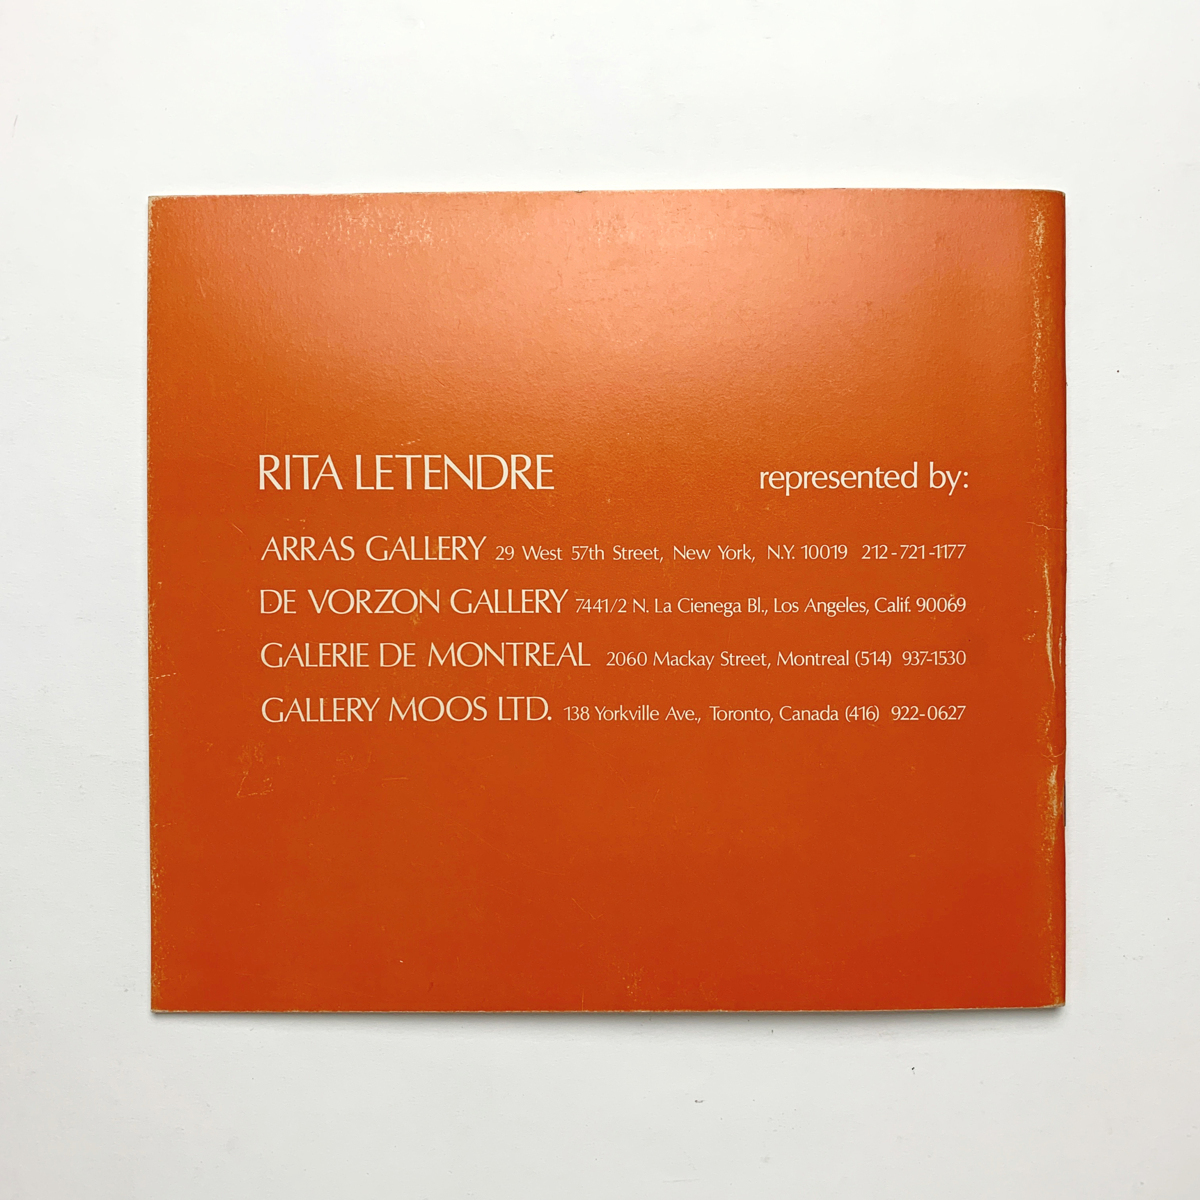 RITA LETENDRE represented by:
ARRAS GALLERY 29 West 57th Street, New York, N.Y. 10019 212-721-1177
DE VORZON GALLERY 7441/2 N. La Cienega Bl., Los Angeles, Calif. 90069
GALERIE DE MONTREAL 2060 Mackay Street, Montreal (514) 937-1530
GALLERY MOOS LTD. 138 Yorkville Ave., Toronto, Canada (416) 922-0627